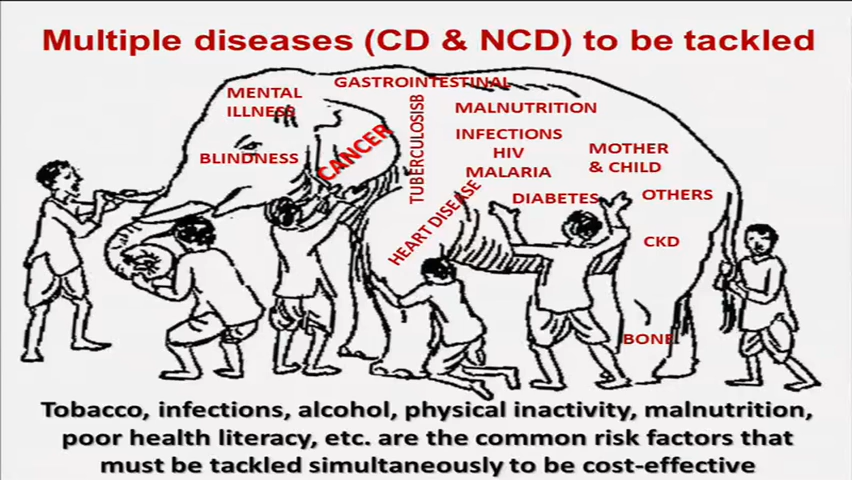 Multiple diseases (CD & NCD) to be tackled
GASTROINTESTINAL
MENTAL
ILLNESS
BLINDNESS
CANCER
TUBERCULOSISB
MALNUTRITION
INFECTIONS
HIV
MALARIA
MOTHER
& CHILD
DIABETES
OTHERS
HEART DISEASE
CKD
BONE
Tobacco, infections, alcohol, physical inactivity, malnutrition,
poor health literacy, etc. are the common risk factors that
must be tackled simultaneously to be cost-effective